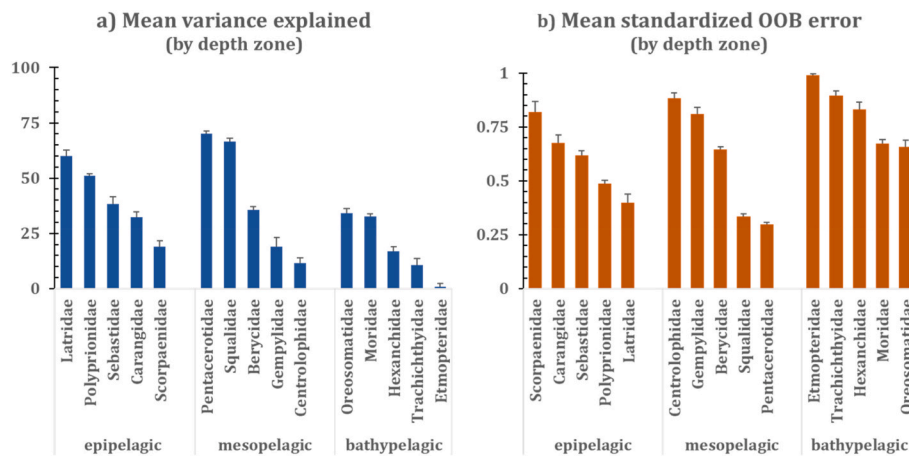 a) Mean variance explained
(by depth zone)
100
75
50
25
0
Latridae
Polyprionidae
Sebastidae
Carangidae
Scorpaenidae
Pentacerotidae
Squalidae
Berycidae
Gempylidae
Centrolophidae
Oreosomatidae
Moridae
Hexanchidae
Trachichthyidae
Etmopteridae
epipelagic
mesopelagic
bathypelagic
b) Mean standardized OOB error
(by depth zone)
1
0.75
0.5
0.25
0
Scorpaenidae
Carangidae
Sebastidae
Polyprionidae
Latridae
Centrolophidae
Gempylidae
Berycidae
Squalidae
Pentacerotidae
Etmopteridae
Trachichthyidae
Hexanchidae
Moridae
Oreosomatidae
epipelagic
mesopelagic
bathypelagic